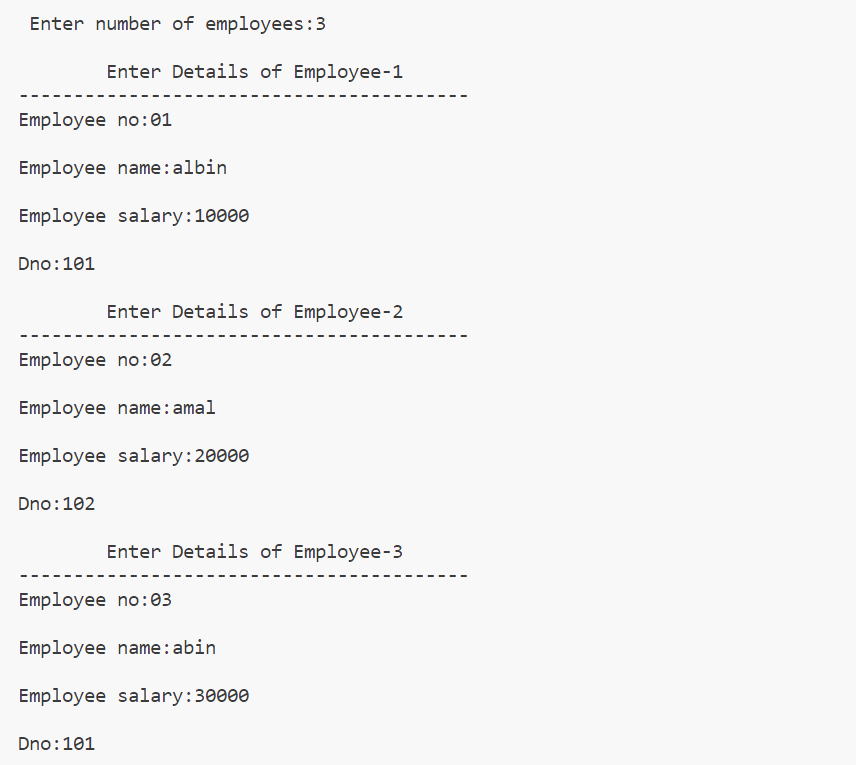 Enter number of employees:3
Enter Details of Employee-1
-----------------------------------------
Employee no:01
Employee name:albin
Employee salary:10000
Dno:101
Enter Details of Employee-2
-----------------------------------------
Employee no:02
Employee name:amal
Employee salary:20000
Dno:102
Enter Details of Employee-3
-----------------------------------------
Employee no:03
Employee name:abin
Employee salary:30000
Dno:101